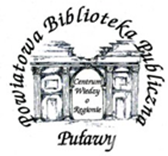 Powiatowa Biblioteka Publiczna
Centrum
Wiedzy
o
Regionie
Puławy